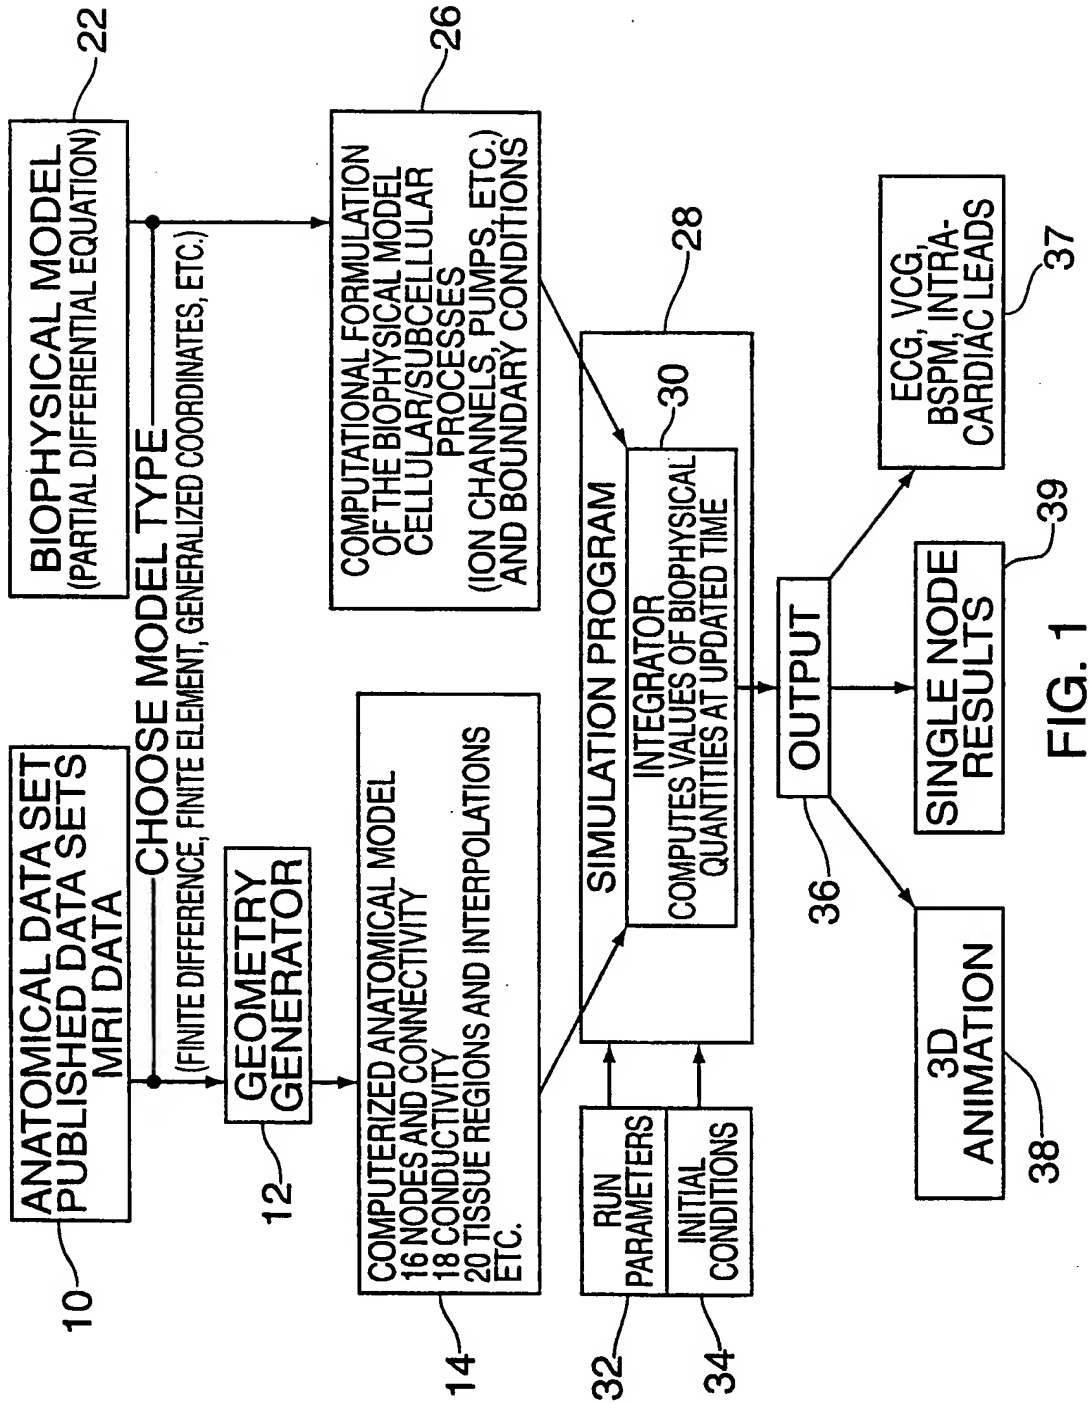 10
ANATOMICAL DATA SET
PUBLISHED DATA SETS
MRI DATA
22
BIOPHYSICAL MODEL
(PARTIAL DIFFERENTIAL EQUATION)
CHOOSE MODEL TYPE
(FINITE DIFFERENCE, FINITE ELEMENT, GENERALIZED COORDINATES, ETC.)
12
GEOMETRY
GENERATOR
14
COMPUTERIZED ANATOMICAL MODEL
16 NODES AND CONNECTIVITY
18 CONDUCTIVITY
20 TISSUE REGIONS AND INTERPOLATIONS
ETC.
26
COMPUTATIONAL FORMULATION
OF THE BIOPHYSICAL MODEL
CELLULAR/SUBCELLULAR
PROCESSES
(ION CHANNELS, PUMPS, ETC.)
AND BOUNDARY CONDITIONS
28
SIMULATION PROGRAM
30
INTEGRATOR
COMPUTES VALUES OF BIOPHYSICAL
QUANTITIES AT UPDATED TIME
32
RUN
PARAMETERS
34
INITIAL
CONDITIONS
36
OUTPUT
38
3D
ANIMATION
39
SINGLE NODE
RESULTS
37
ECG, VCG,
BSPM, INTRA-
CARDIAC LEADS
FIG. 1